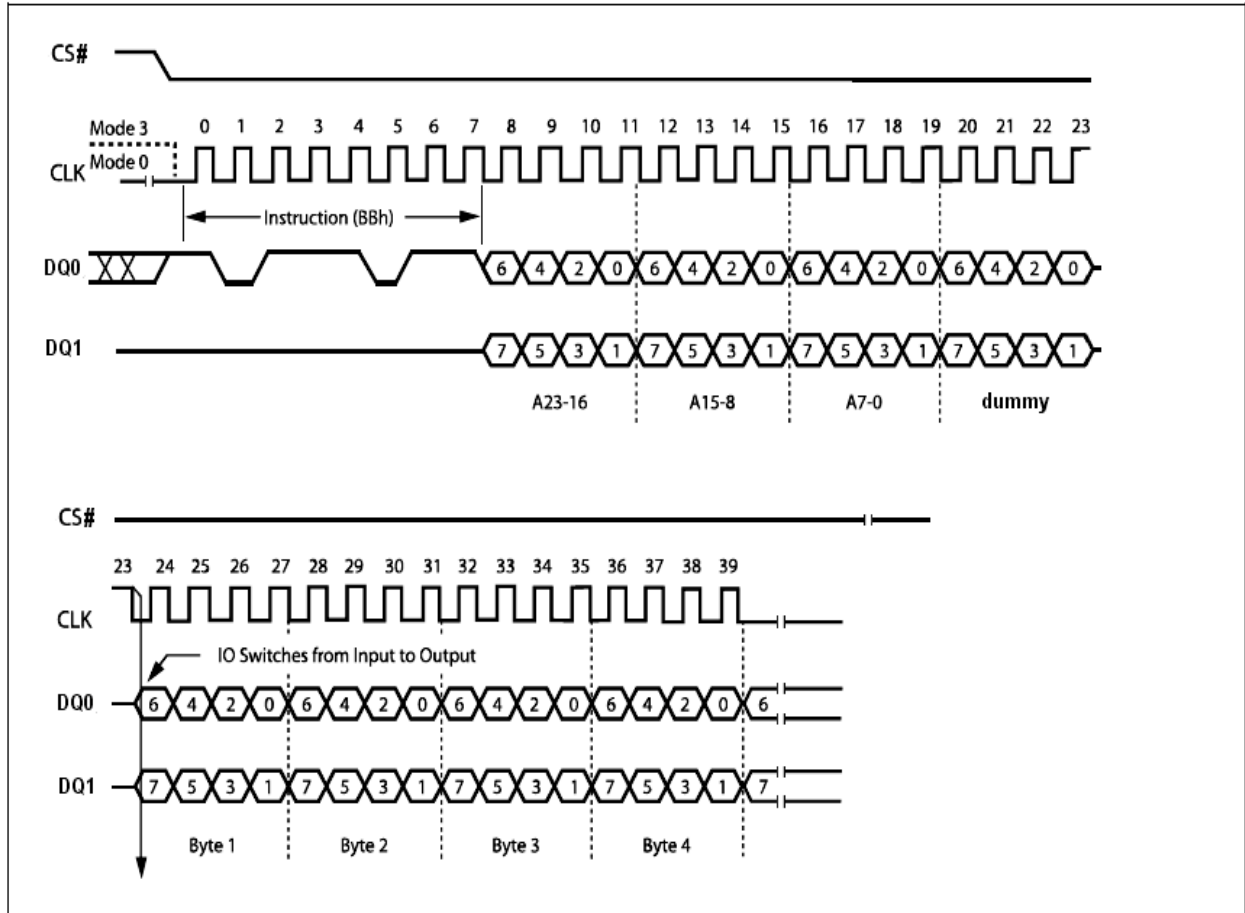 CS#
Mode 3
0 1 2 3 4 5 6 7 8 9 10 11 12 13 14 15 16 17 18 19 20 21 22 23
Mode 0
CLK
Instruction (BBh)
DQ0
6 4 2 0 6 4 2 0 6 4 2 0 6 4 2 0
DQ1
7 5 3 1 7 5 3 1 7 5 3 1 7 5 3 1
A23-16 A15-8 A7-0 dummy
CS#
23 24 25 26 27 28 29 30 31 32 33 34 35 36 37 38 39
CLK
IO Switches from Input to Output
DQ0
6 4 2 0 6 4 2 0 6 4 2 0 6 4 2 0 6
DQ1
7 5 3 1 7 5 3 1 7 5 3 1 7 5 3 1 7
Byte 1 Byte 2 Byte 3 Byte 4